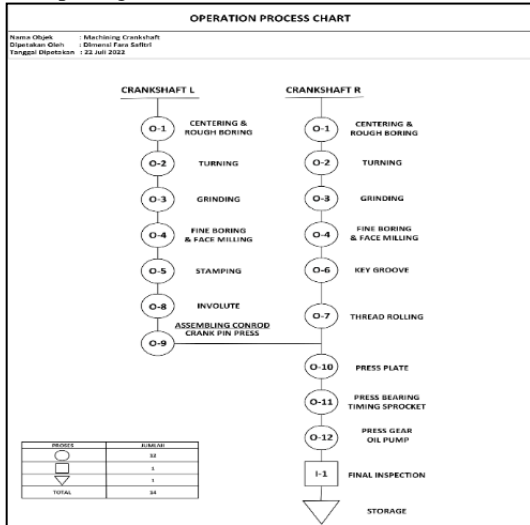 OPERATION PROCESS CHART
Nama Objek : Machining Crankshaft
Dipetakan Oleh : Dimensi Fara Safitri
Tanggal Dipetakan : 22 Juli 2022
CRANKSHAFT L
CRANKSHAFT R
O-1 CENTERING &
ROUGH BORING
O-1 CENTERING &
ROUGH BORING
O-2 TURNING
O-2 TURNING
O-3 GRINDING
O-3 GRINDING
O-4 FINE BORING
& FACE MILLING
O-4 FINE BORING
& FACE MILLING
O-5 STAMPING
O-6 KEY GROOVE
O-8 INVOLUTE
O-7 THREAD ROLLING
O-9 ASSEMBLING CONROD
CRANK PIN PRESS
O-10 PRESS PLATE
O-11 PRESS BEARING
TIMING SPROCKET
O-12 PRESS GEAR
OIL PUMP
I-1 FINAL INSPECTION
STORAGE
PROSES JUMLAH
1
1
TOTAL